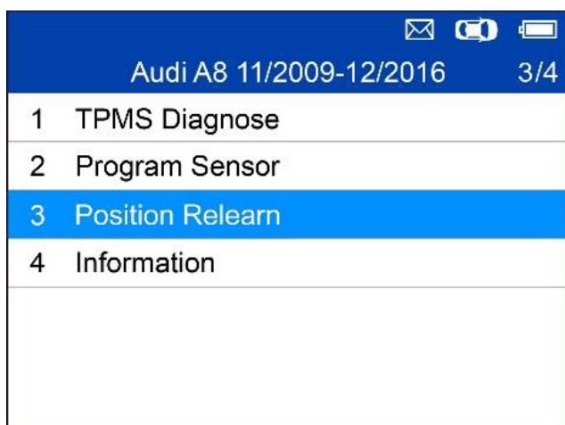 Audi A8 11/2009-12/2016 3/4
1 TPMS Diagnose
2 Program Sensor
3 Position Relearn
4 Information